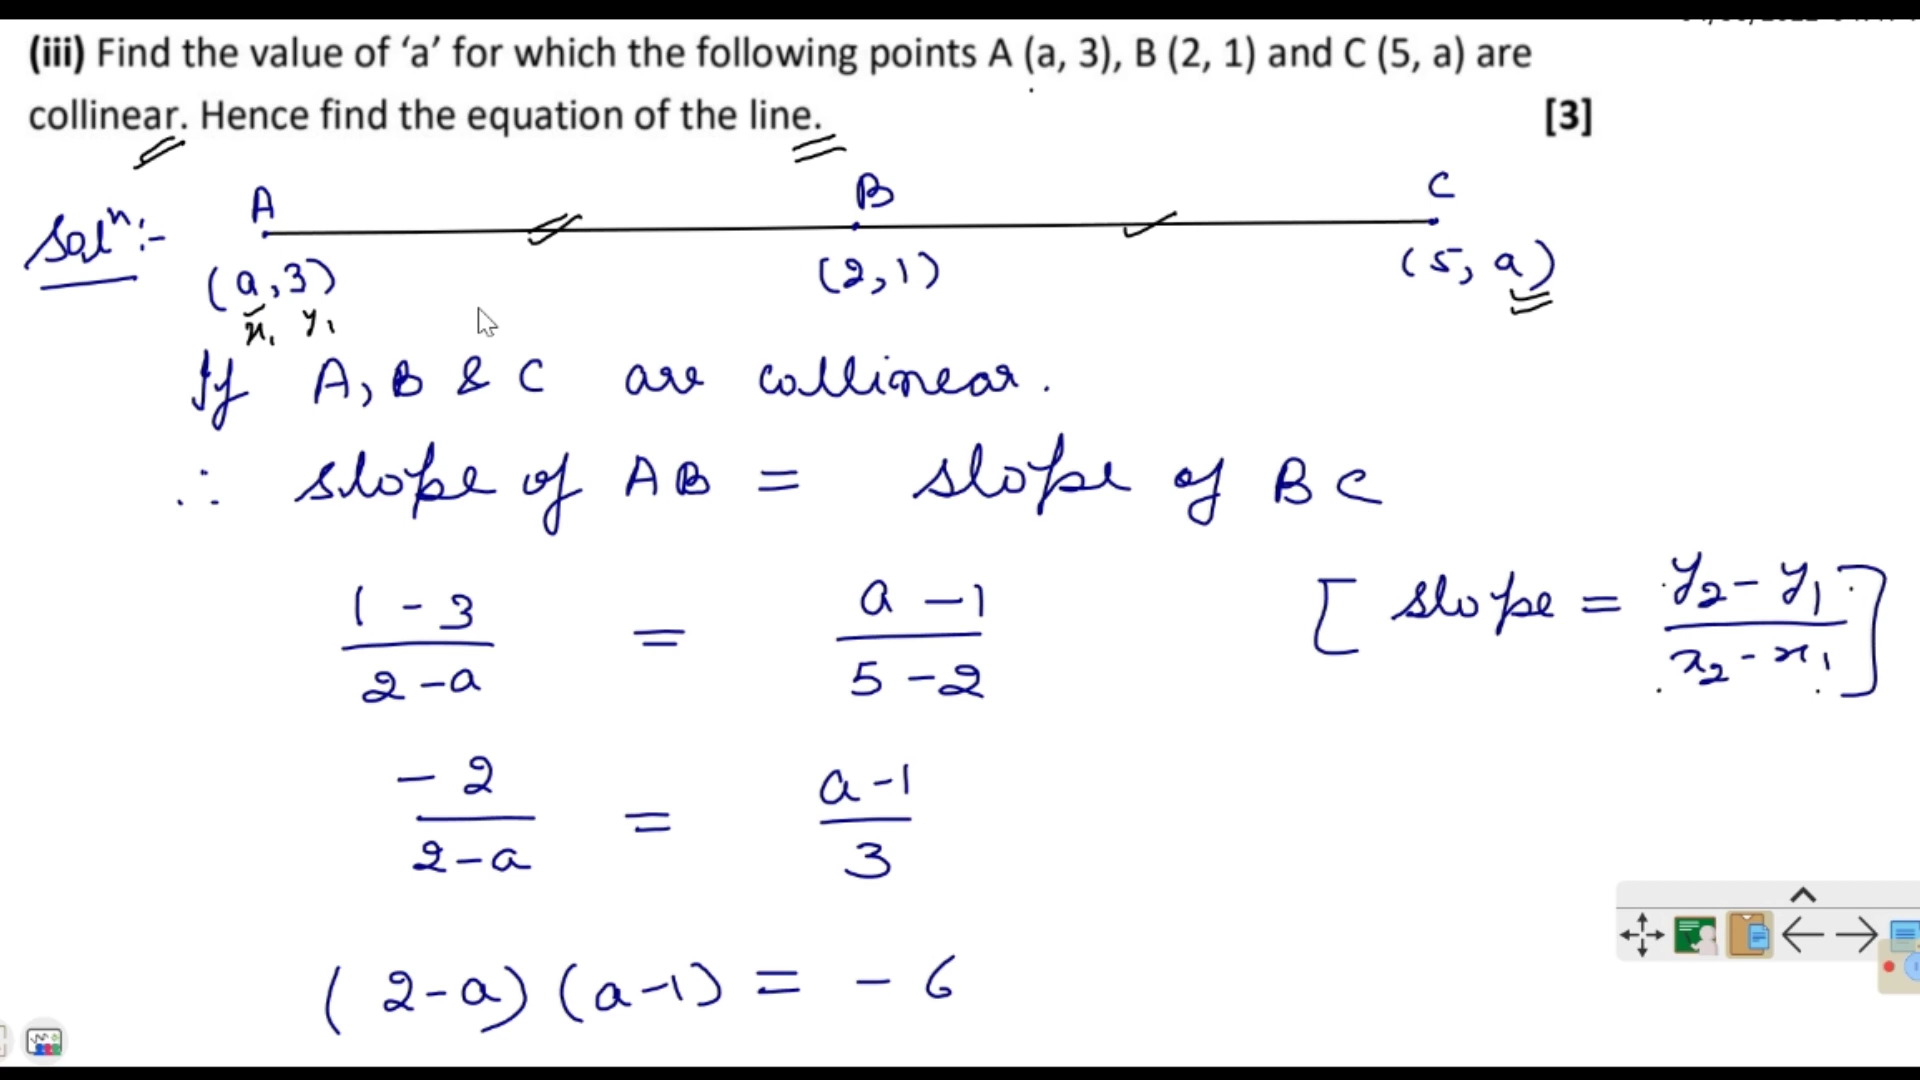 (iii) Find the value of ‘a’ for which the following points A (a, 3), B (2, 1) and C (5, a) are
collinear. Hence find the equation of the line. [3]
A B C
Solⁿ:-
(a,3) (2,1) (5, a)
x₁ y₁
If A, B & C are collinear.
∴ slope of AB = slope of BC
1 - 3 / 2 - a = a - 1 / 5 - 2 [ slope = y₂ - y₁ / x₂ - x₁ ]
- 2 / 2 - a = a - 1 / 3
( 2 - a) (a - 1) = - 6